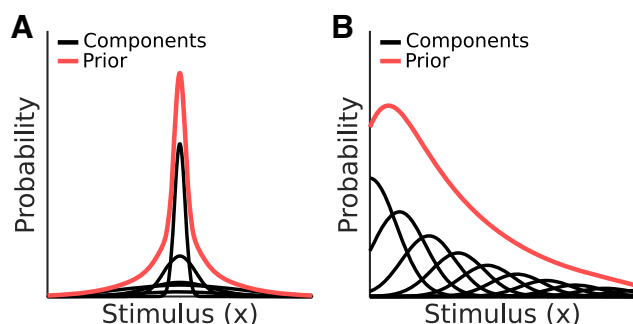 A
Components
Prior
Probability
Stimulus (x)
B
Components
Prior
Probability
Stimulus (x)